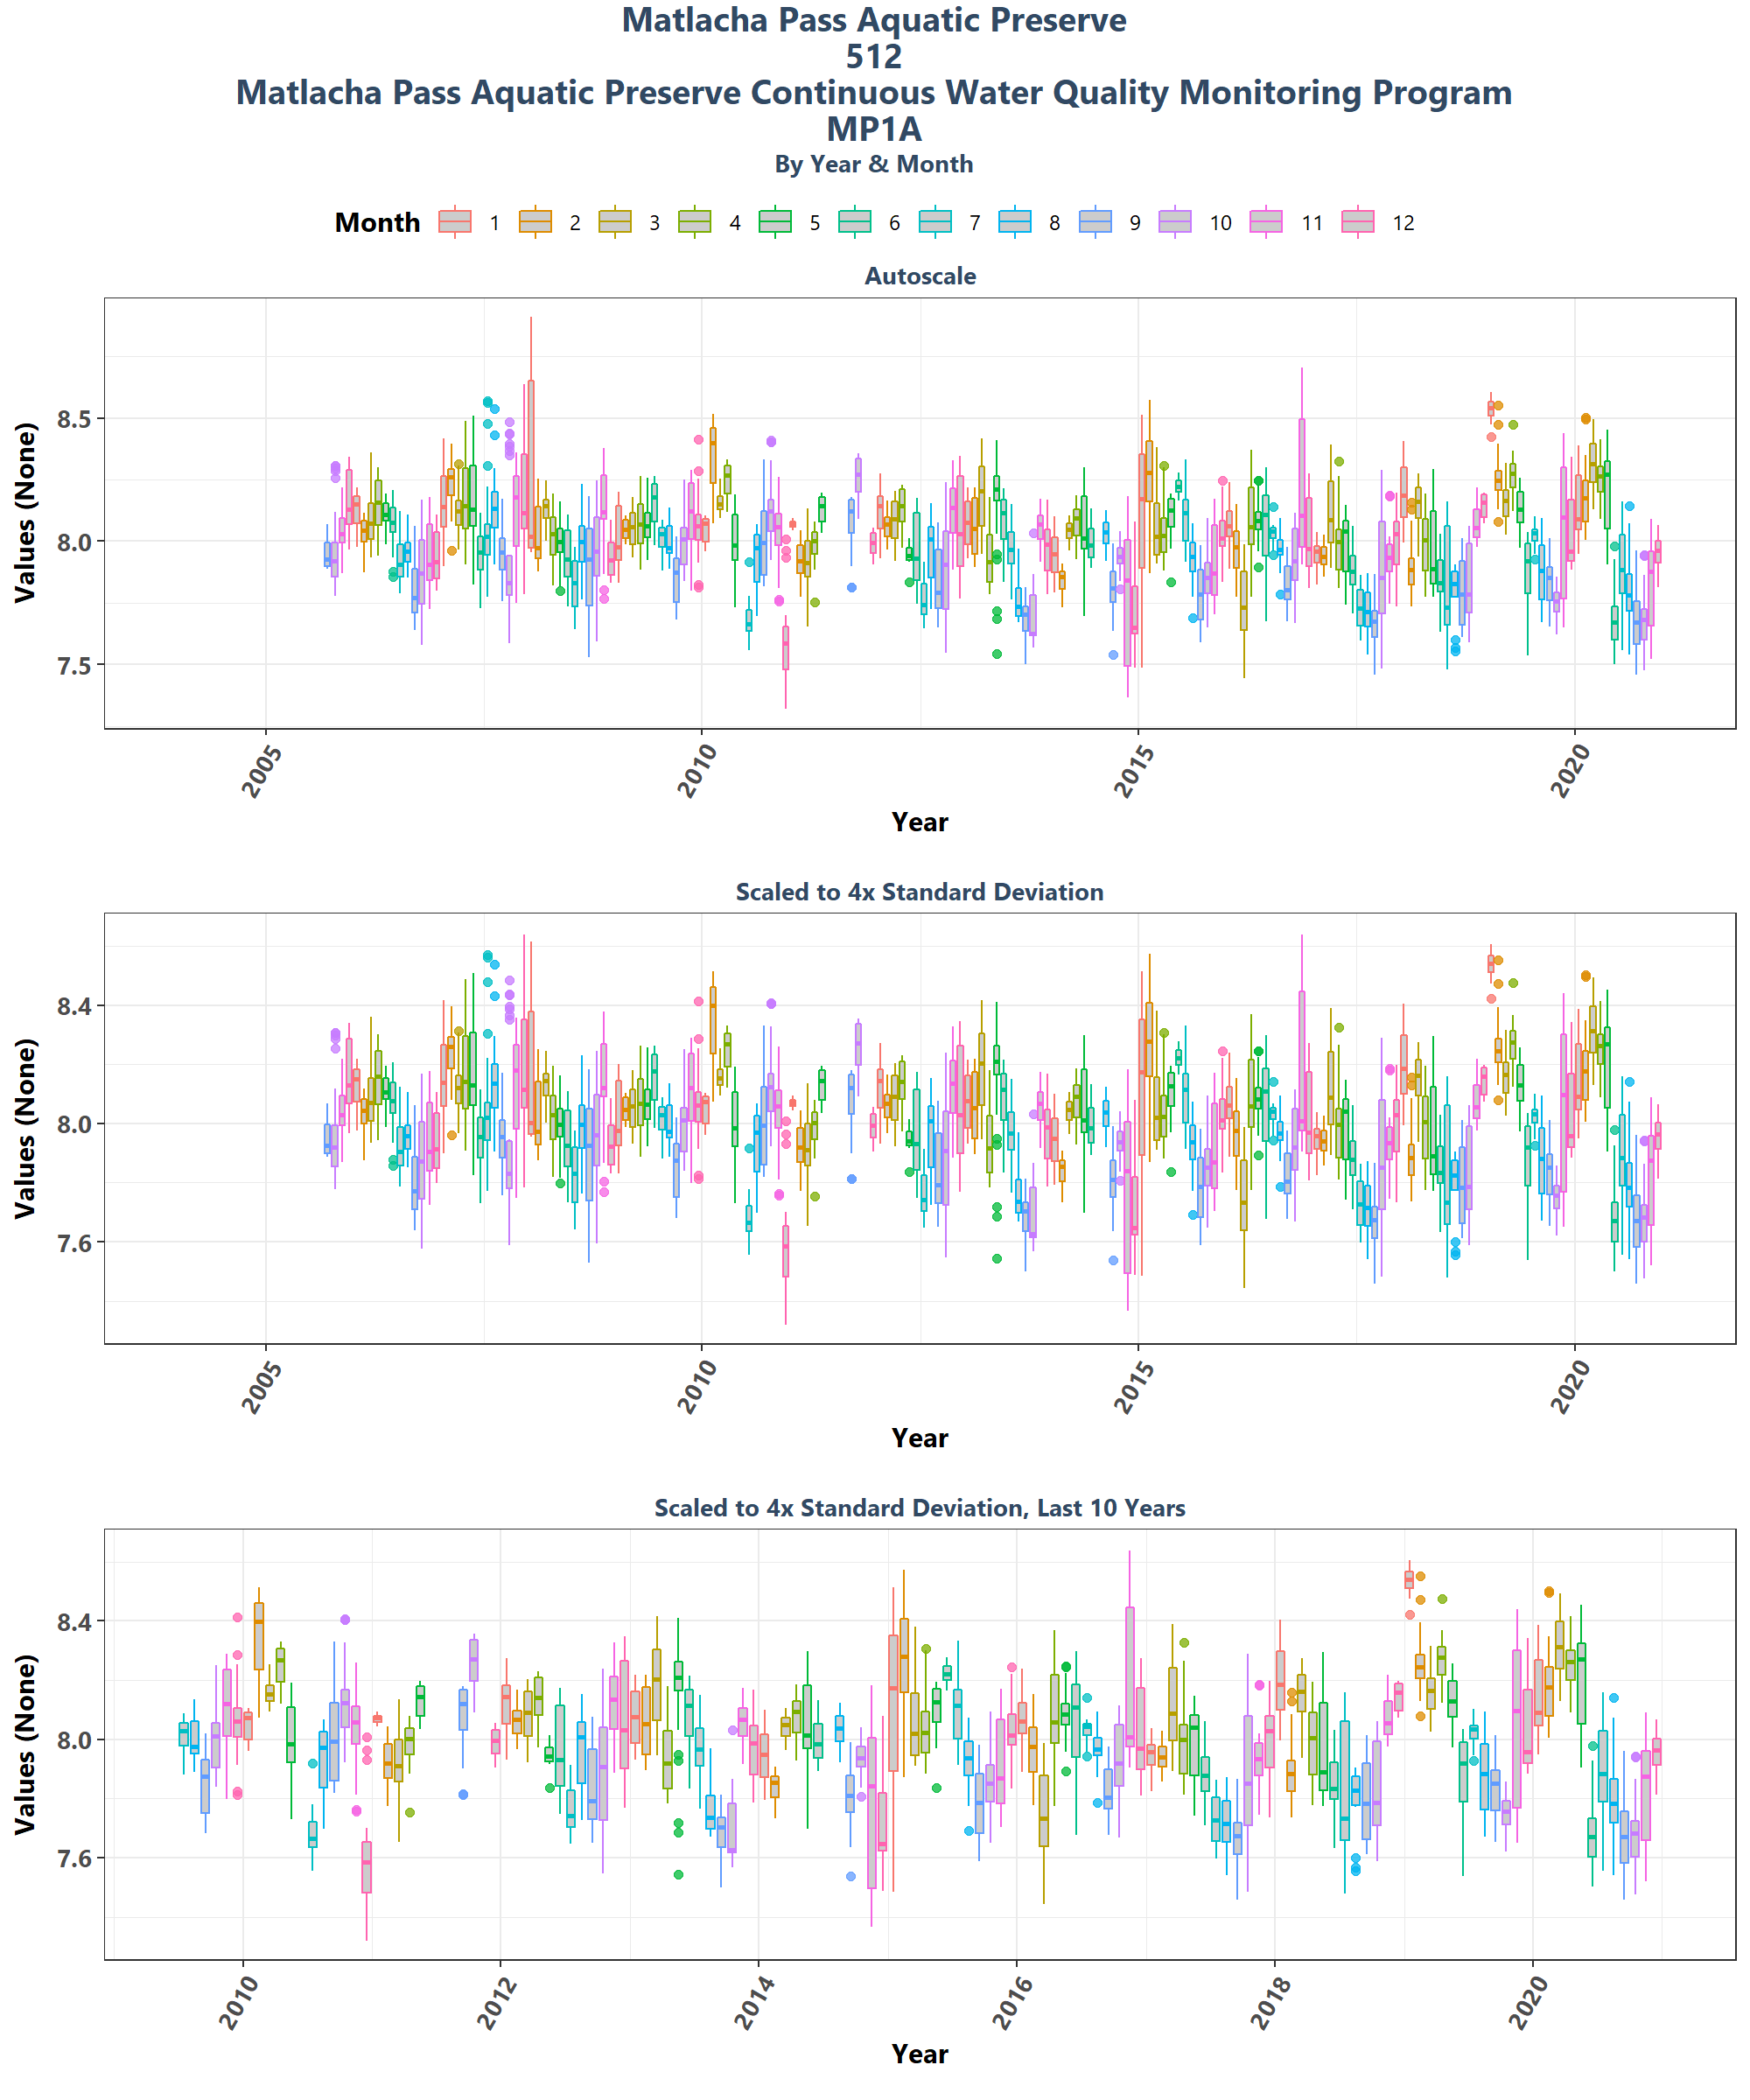 Matlacha Pass Aquatic Preserve
512
Matlacha Pass Aquatic Preserve Continuous Water Quality Monitoring Program
MP1A
By Year & Month
Month 1 2 3 4 5 6 7 8 9 10 11 12
Autoscale
Values (None)
8.5
8.0
7.5
2005 2010 2015 2020
Year
Scaled to 4x Standard Deviation
Values (None)
8.4
8.0
7.6
2005 2010 2015 2020
Year
Scaled to 4x Standard Deviation, Last 10 Years
Values (None)
8.4
8.0
7.6
2010 2012 2014 2016 2018 2020
Year